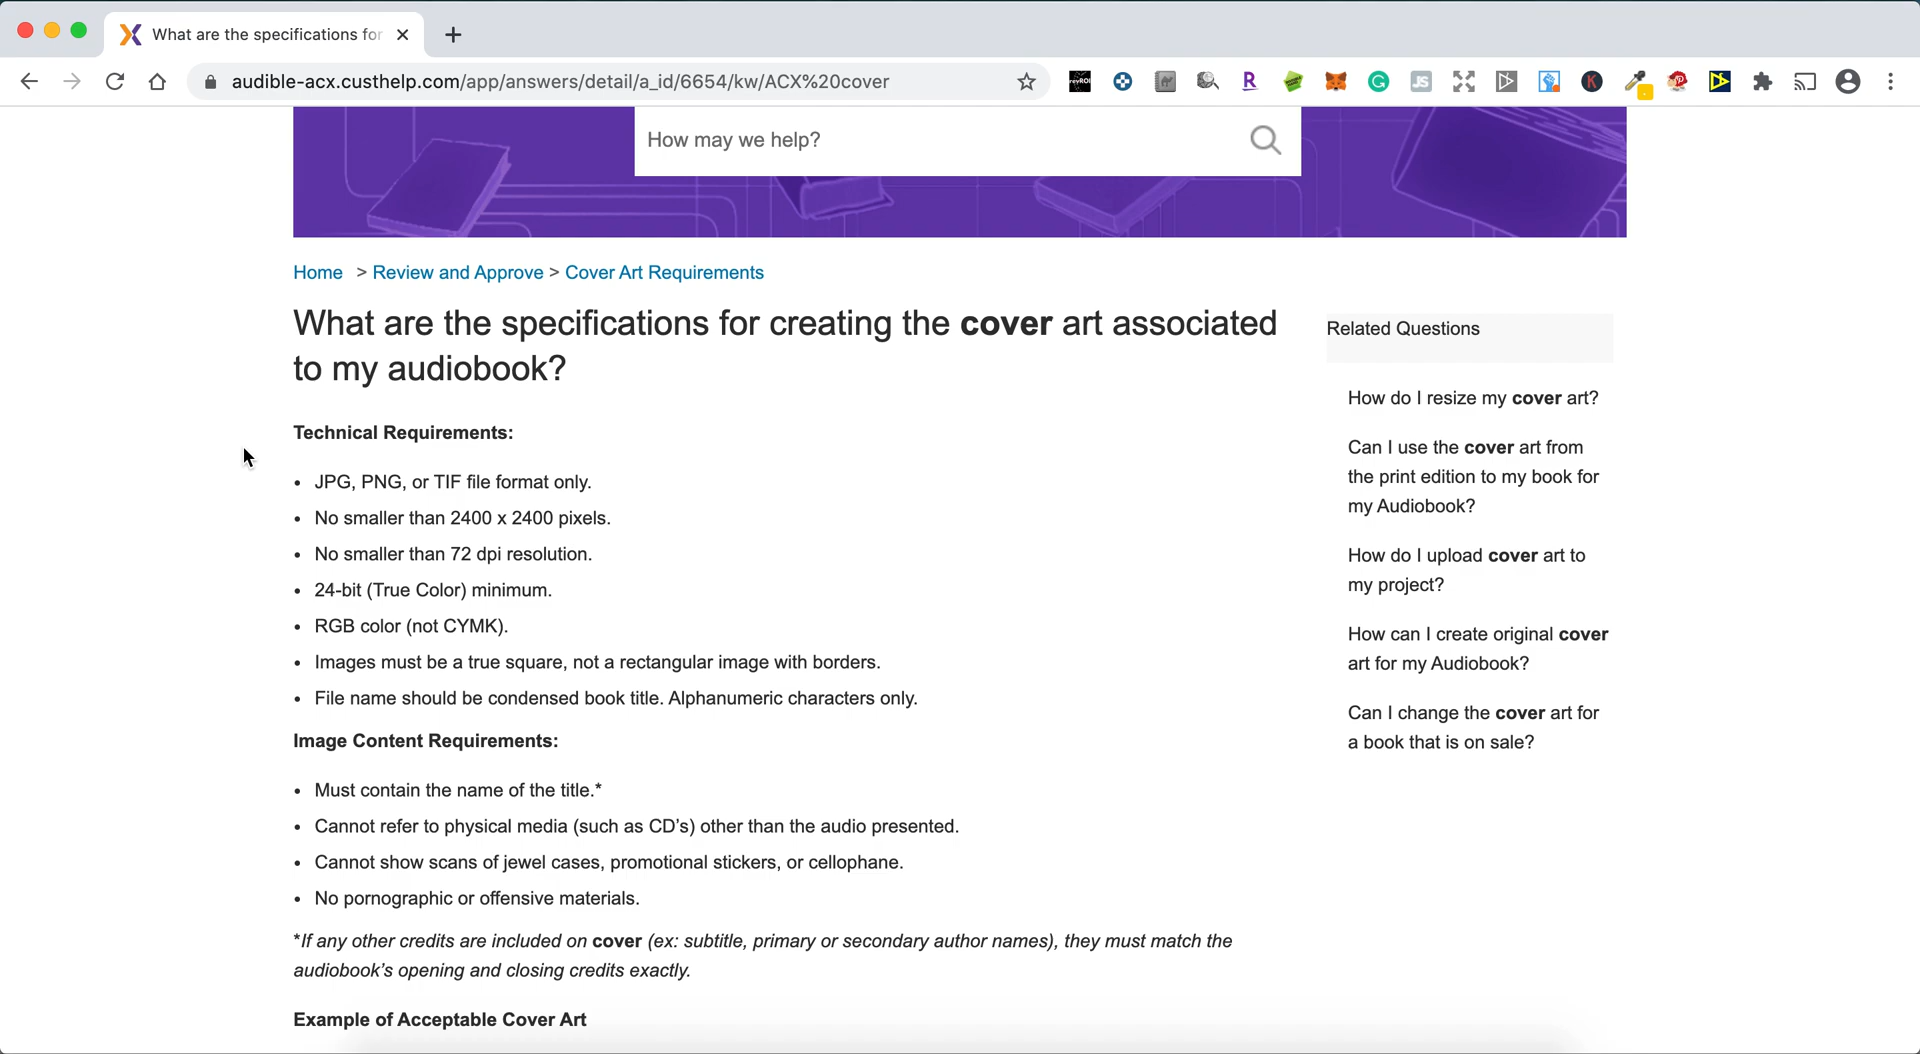 What are the specifications for
audible-acx.custhelp.com/app/answers/detail/a_id/6654/kw/ACX%20cover
How may we help?
Home > Review and Approve > Cover Art Requirements
What are the specifications for creating the cover art associated
to my audiobook?
Technical Requirements:
• JPG, PNG, or TIF file format only.
• No smaller than 2400 x 2400 pixels.
• No smaller than 72 dpi resolution.
• 24-bit (True Color) minimum.
• RGB color (not CYMK).
• Images must be a true square, not a rectangular image with borders.
• File name should be condensed book title. Alphanumeric characters only.
Image Content Requirements:
• Must contain the name of the title.*
• Cannot refer to physical media (such as CD's) other than the audio presented.
• Cannot show scans of jewel cases, promotional stickers, or cellophane.
• No pornographic or offensive materials.
*If any other credits are included on cover (ex: subtitle, primary or secondary author names), they must match the
audiobook's opening and closing credits exactly.
Example of Acceptable Cover Art
Related Questions
How do I resize my cover art?
Can I use the cover art from
the print edition to my book for
my Audiobook?
How do I upload cover art to
my project?
How can I create original cover
art for my Audiobook?
Can I change the cover art for
a book that is on sale?